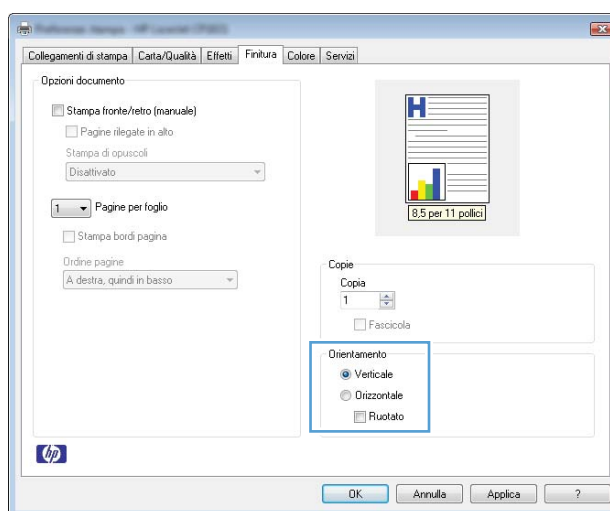 Collegamenti di stampa Carta/Qualità Effetti Finitura Colore Servizi
Opzioni documento
Stampa fronte/retro (manuale)
Pagine rilegate in alto
Stampa di opuscoli
Disattivato
1 Pagine per foglio
Stampa bordi pagina
Ordine pagine
A destra, quindi in basso
H
8,5 per 11 pollici
Copie
Copia
1
Fascicola
Orientamento
Verticale
Orizzontale
Ruotato
hp
OK Annulla Applica ?